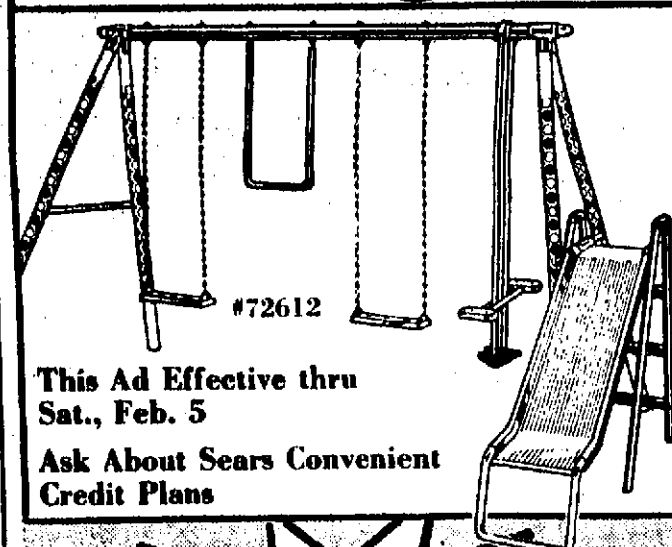 #72612
This Ad Effective thru
Sat., Feb. 5
Ask About Sears Convenient
Credit Plans